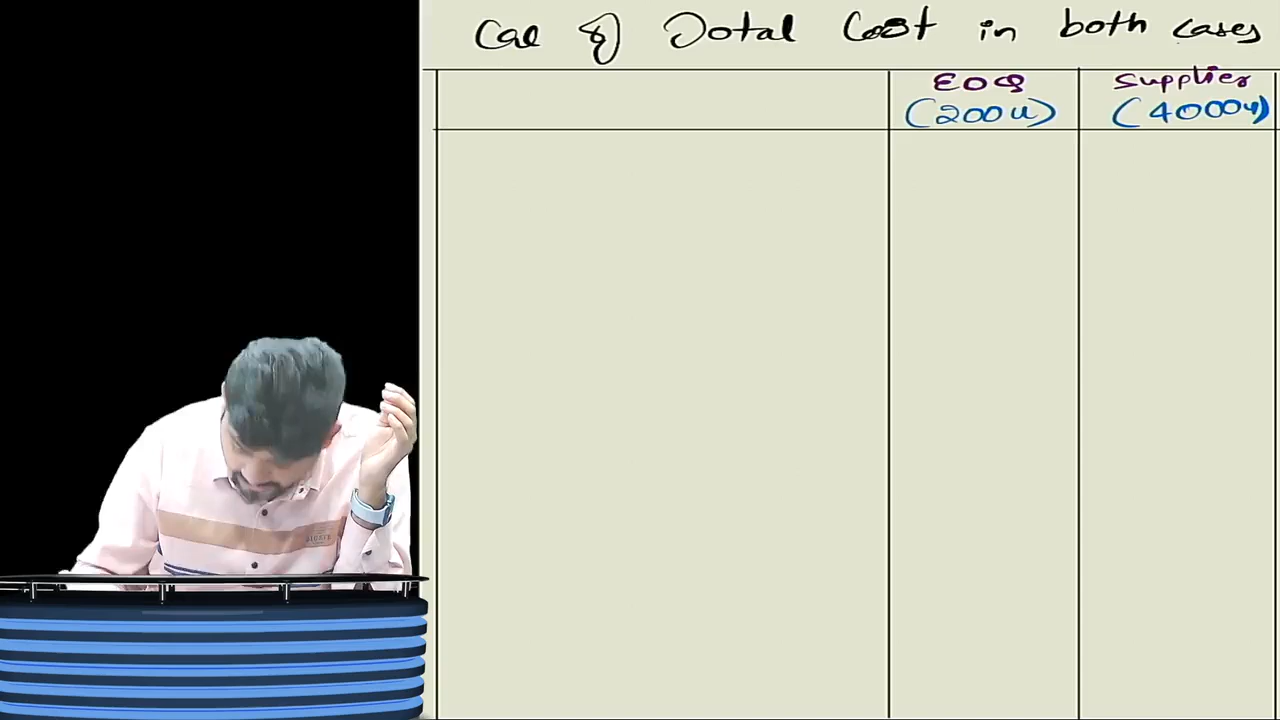 Cal of Total Cost in both cases
EOQ
Supplier
(200u)
(4000u)